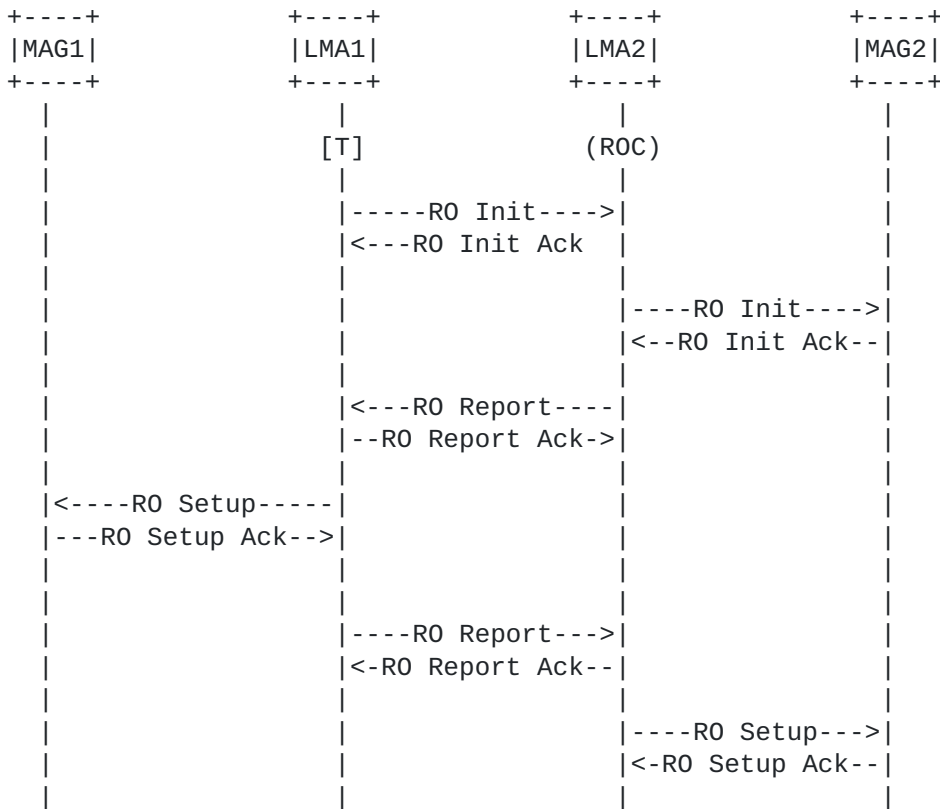 MAG1 LMA1 LMA2 MAG2
[T] (ROC)
RO Init
RO Init Ack
RO Init
RO Init Ack
RO Report
RO Report Ack
RO Setup
RO Setup Ack
RO Report
RO Report Ack
RO Setup
RO Setup Ack